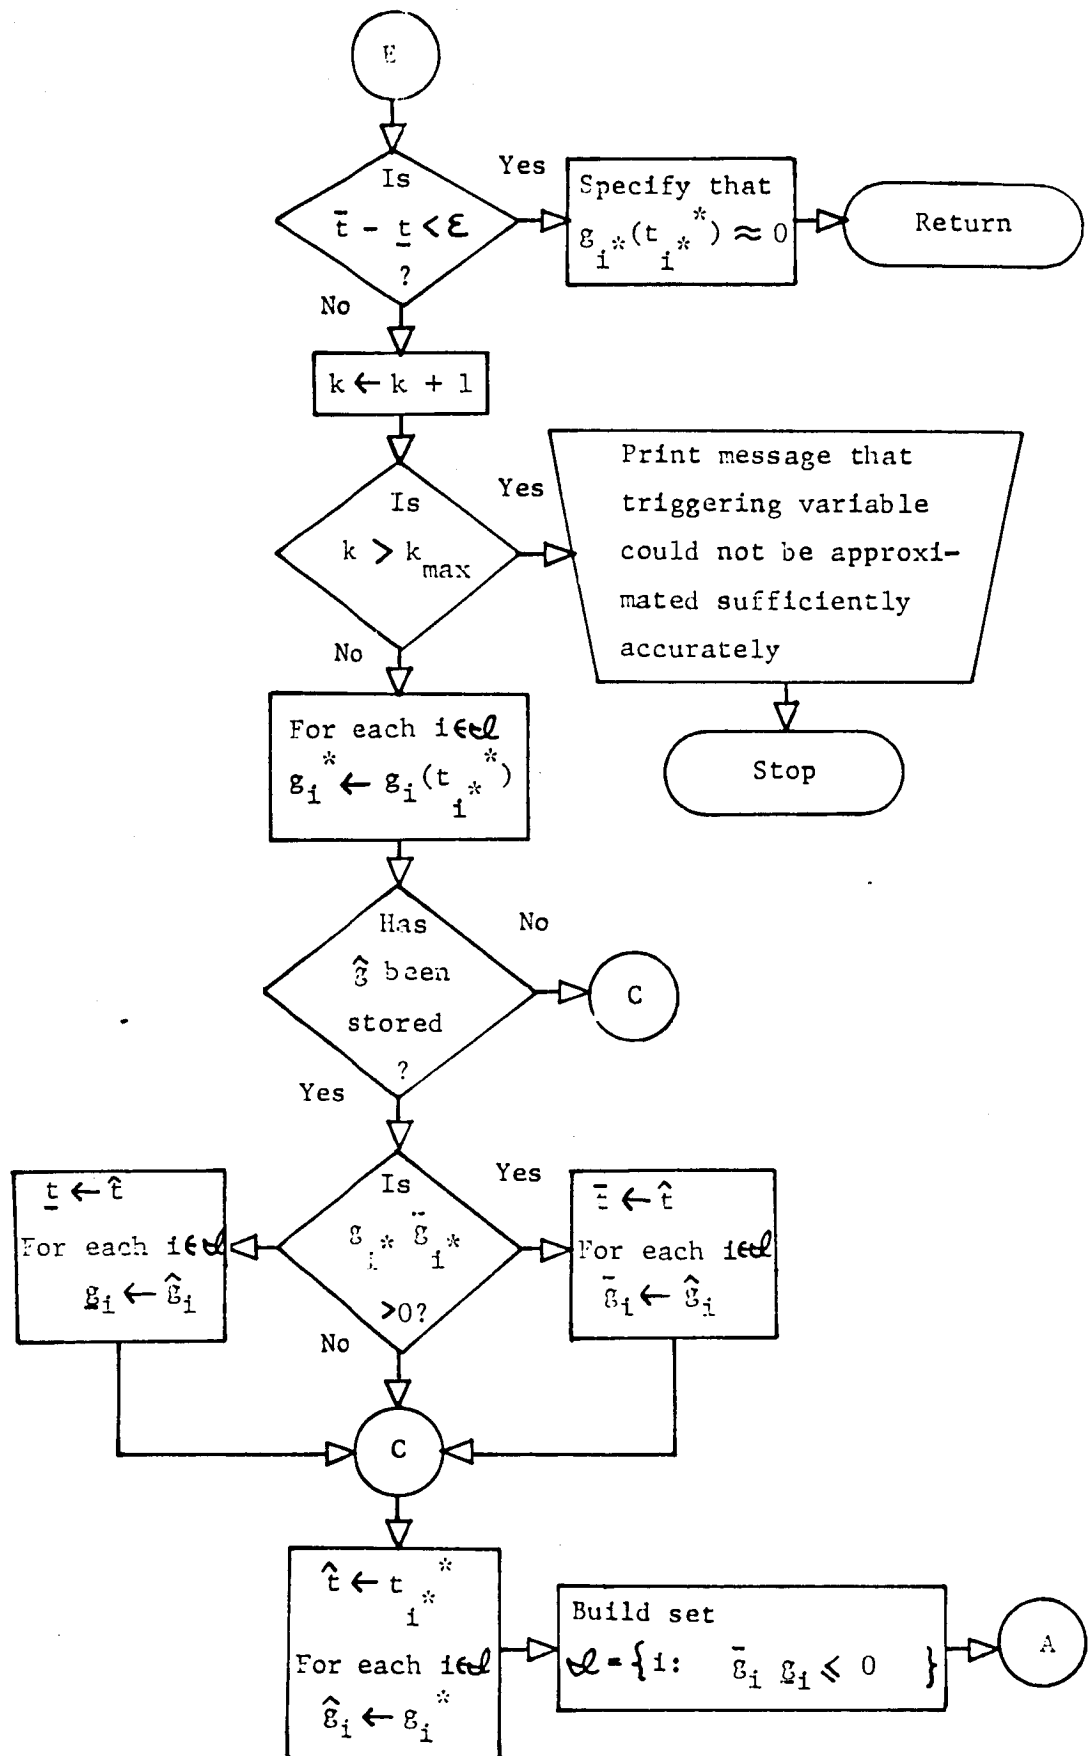 E
Is
t̄ - t̲ < ε
?
Yes
Specify that
g_i*(t_i*^*) ≈ 0
Return
No
k ← k + 1
Is
k > k_max
Yes
Print message that
triggering variable
could not be approxi-
mated sufficiently
accurately
Stop
No
For each i∈𝓘
g_i^* ← g_i(t_i*^*)
Has
ĝ been
stored
?
No
C
Yes
Is
g_i* ḡ_i*
>0?
Yes
t̄ ← t̂
For each i∈𝓘
ḡ_i ← ĝ_i
t̲ ← t̂
For each i∈𝓘
g̲_i ← ĝ_i
No
C
t̂ ← t_i*^*
For each i∈𝓘
ĝ_i ← g_i^*
Build set
𝓘 = {i: ḡ_i g̲_i ≤ 0 }
A